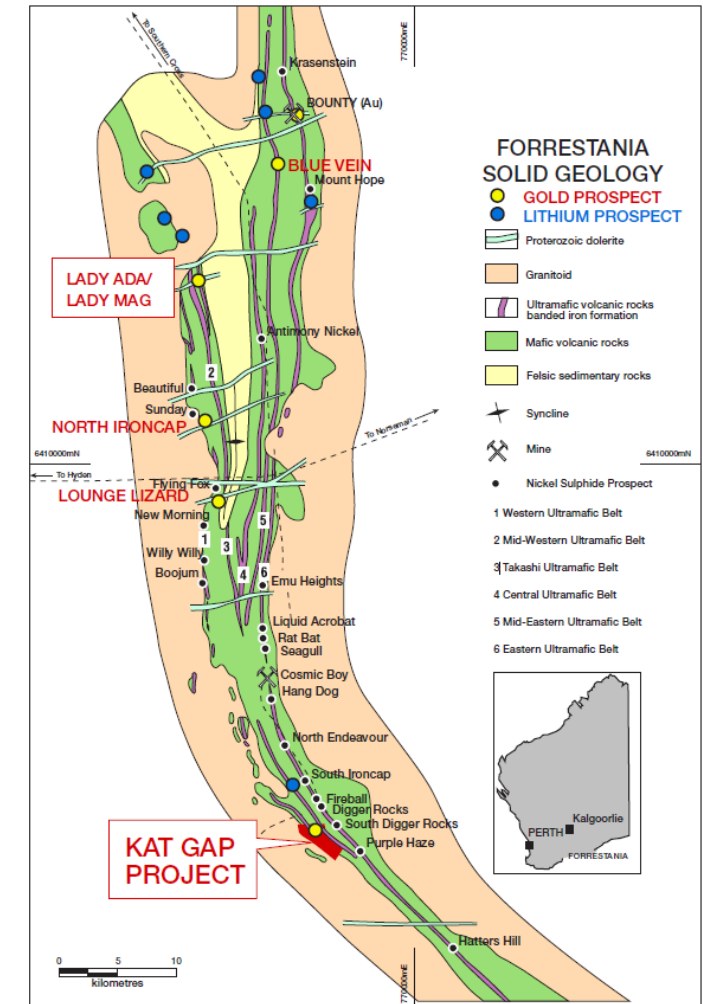 To Southern Cross
770000mE
Krasenstein
BOUNTY (Au)
BLUE VEIN
Mount Hope
LADY ADA/
LADY MAG
Antimony Nickel
2
Beautiful
Sunday
NORTH IRONCAP
To Norseman
6410000mN
6410000mN
To Hyden
Flying Fox
LOUNGE LIZARD
New Morning
5
1
3
Willy Willy
4
6
Boojum
Emu Heights
Liquid Acrobat
Rat Bat
Seagull
Cosmic Boy
Hang Dog
North Endeavour
South Ironcap
Fireball
Digger Rocks
South Digger Rocks
Purple Haze
KAT GAP
PROJECT
Hatters Hill
0 5 10
kilometres
770000mE
FORRESTANIA
SOLID GEOLOGY
GOLD PROSPECT
LITHIUM PROSPECT
Proterozoic dolerite
Granitoid
Ultramafic volcanic rocks
banded iron formation
Mafic volcanic rocks
Felsic sedimentary rocks
Syncline
Mine
Nickel Sulphide Prospect
1 Western Ultramafic Belt
2 Mid-Western Ultramafic Belt
3 Takashi Ultramafic Belt
4 Central Ultramafic Belt
5 Mid-Eastern Ultramafic Belt
6 Eastern Ultramafic Belt
Kalgoorlie
PERTH
FORRESTANIA